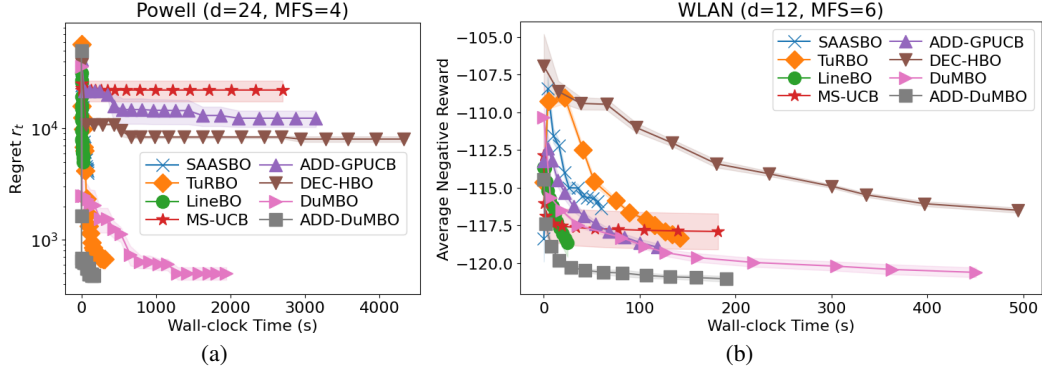 Powell (d=24, MFS=4)
Regret r_t
10^4
10^3
SAASBO
TuRBO
LineBO
MS-UCB
ADD-GPUCB
DEC-HBO
DuMBO
ADD-DuMBO
0 1000 2000 3000 4000
Wall-clock Time (s)
(a)
WLAN (d=12, MFS=6)
Average Negative Reward
−105.0
−107.5
−110.0
−112.5
−115.0
−117.5
−120.0
SAASBO
TuRBO
LineBO
MS-UCB
ADD-GPUCB
DEC-HBO
DuMBO
ADD-DuMBO
0 100 200 300 400 500
Wall-clock Time (s)
(b)